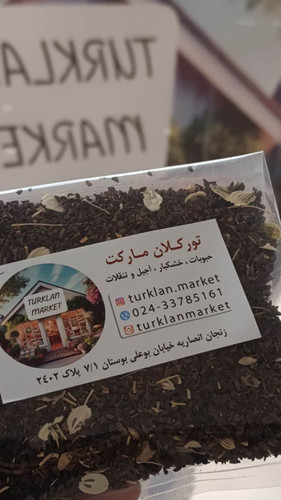 TURKLAN
MARKET
تورکلان مارکت
حبوبات ، خشکبار ، آجیل و تنقلات
turklan.market
024-33785161
turklanmarket
زنجان انصاریه خیابان بوعلی بوستان ۷/۱ پلاک ۲۴۰۲
TURKLAN
MARKET